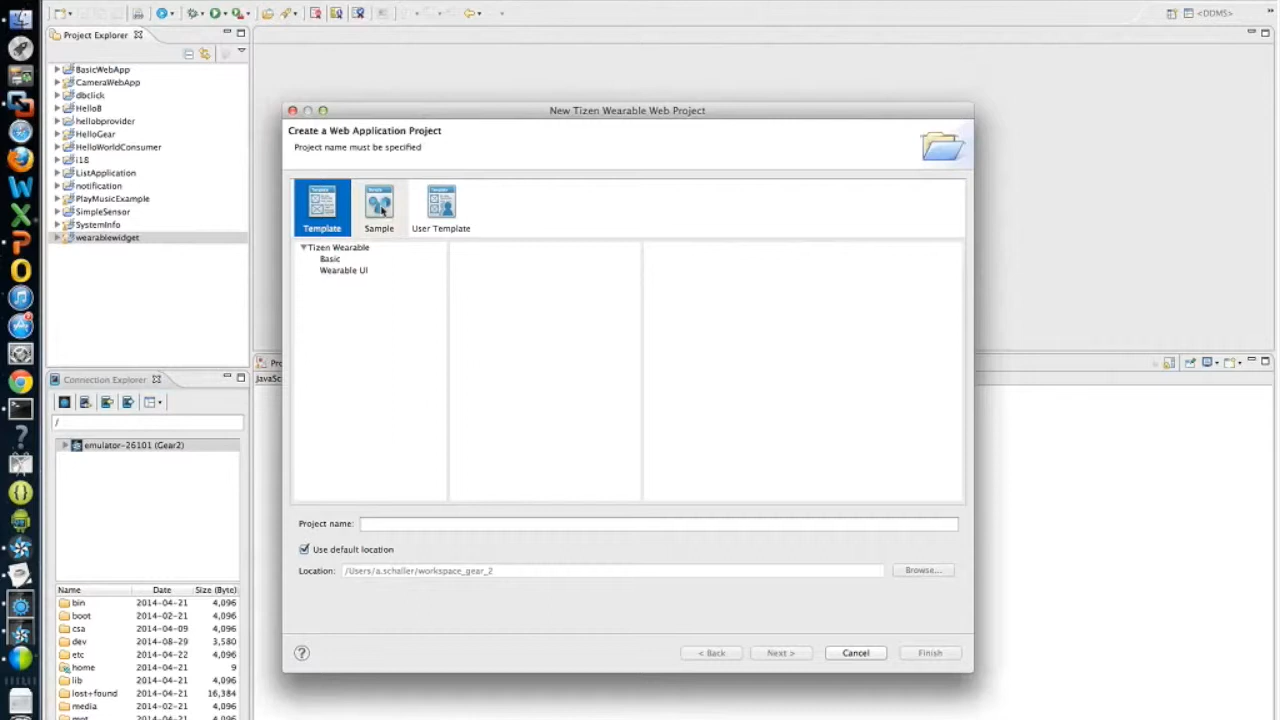 <DDMS>
Project Explorer
BasicWebApp
CameraWebApp
dbclick
Hello8
hellobprovider
HelloGear
HelloWorldConsumer
i18
ListApplication
notification
PlayMusicExample
SimpleSensor
SystemInfo
wearablewidget
New Tizen Wearable Web Project
Create a Web Application Project
Project name must be specified
Template
Sample
User Template
Tizen Wearable
Basic
Wearable UI
Project name:
Use default location
Location: /Users/a.schaller/workspace_gear_2
Browse...
?
< Back
Next >
Cancel
Finish
JavaSc
Connection Explorer
/
emulator-26101 (Gear2)
Name Date Size (Byte)
bin 2014-04-21 4,096
boot 2014-02-21 4,096
csa 2014-04-09 4,096
dev 2014-08-29 3,580
etc 2014-04-22 4,096
home 2014-04-21 9
lib 2014-04-21 4,096
lost+found 2014-04-21 16,384
media 2014-02-21 4,096